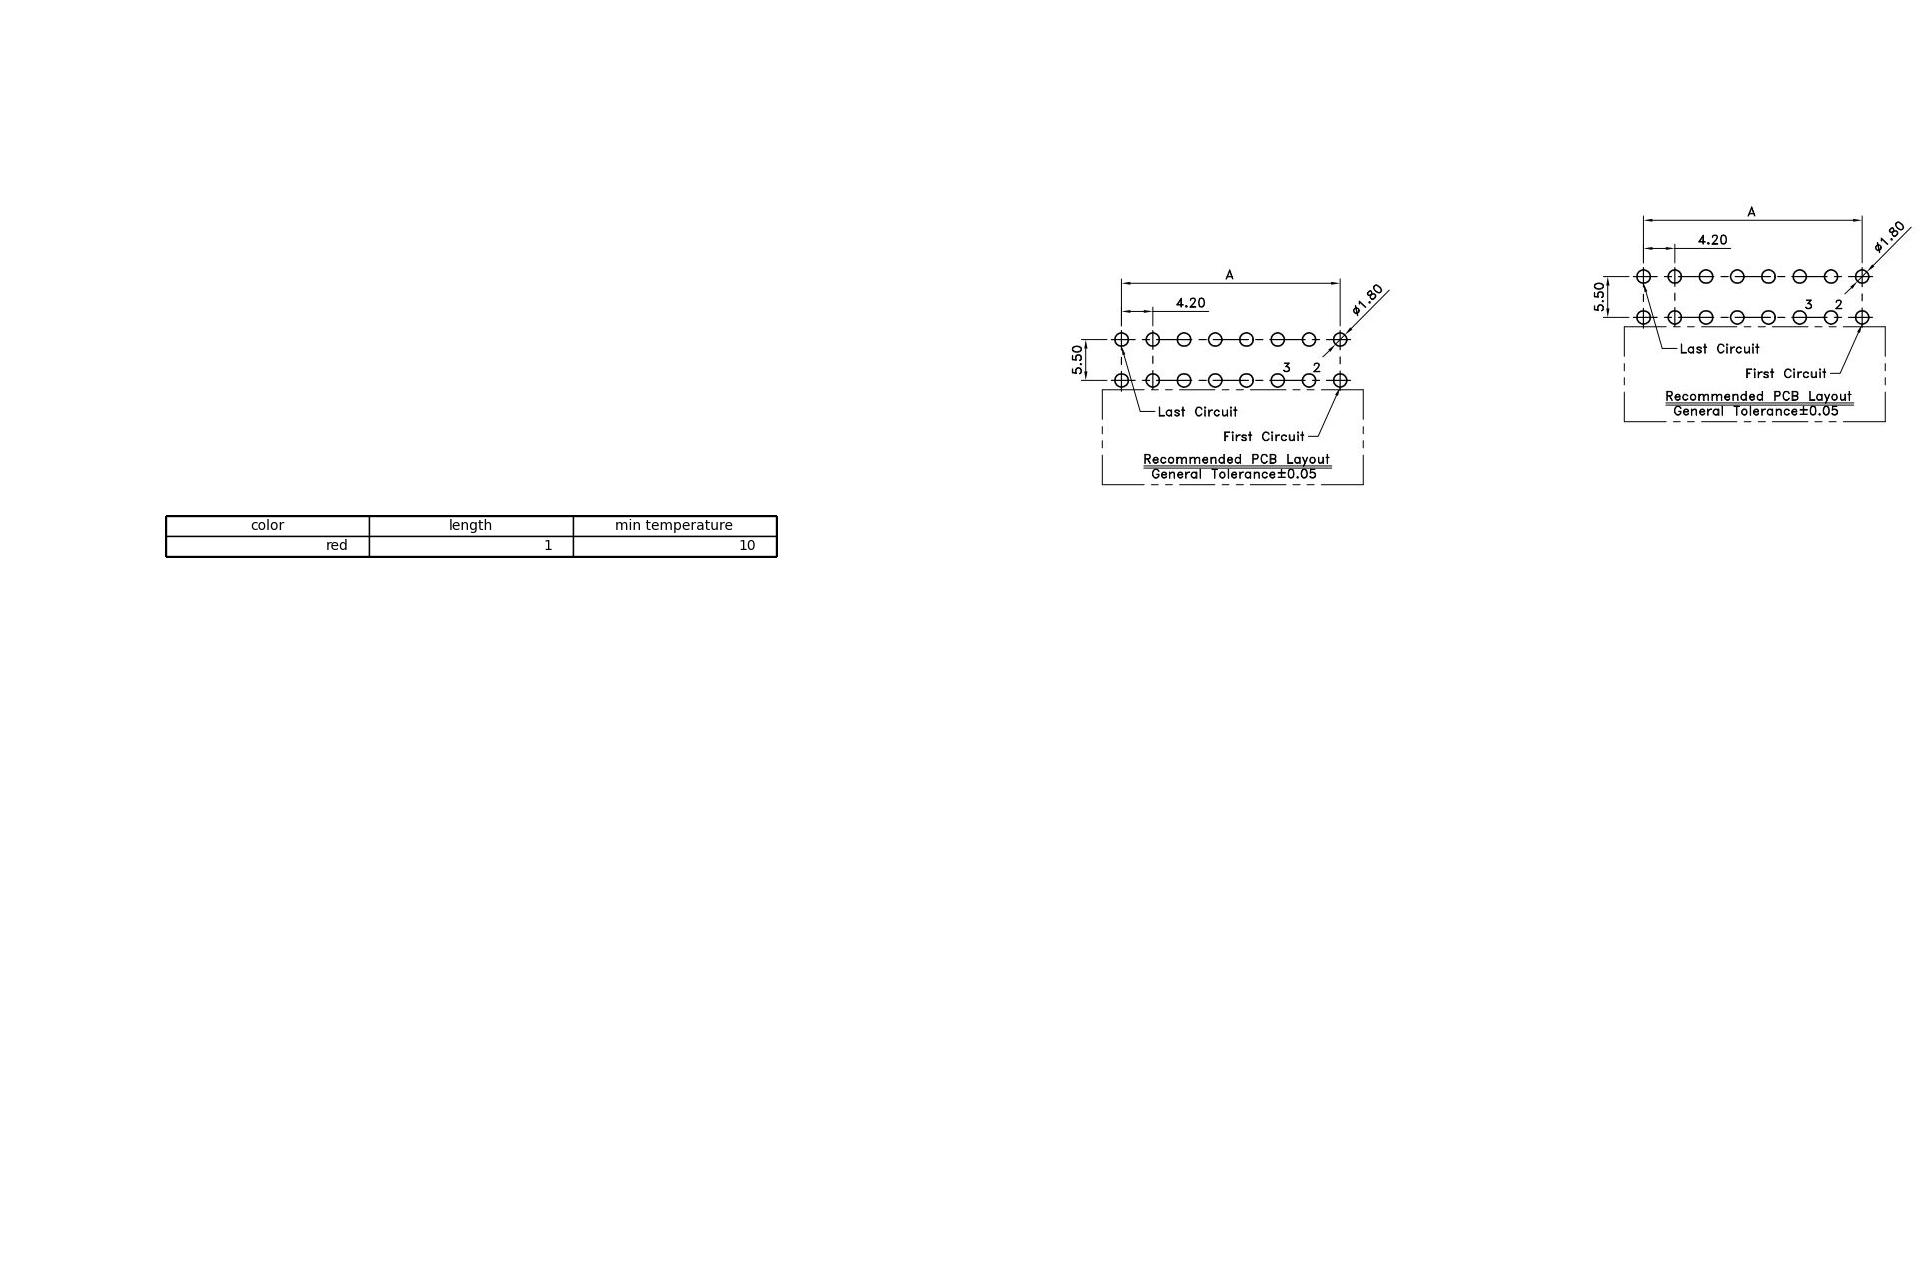 color length min temperature
red 1 10
A
4.20
ø1.80
5.50
3 2
Last Circuit
First Circuit
Recommended PCB Layout
General Tolerance±0.05
A
4.20
ø1.80
5.50
3 2
Last Circuit
First Circuit
Recommended PCB Layout
General Tolerance±0.05